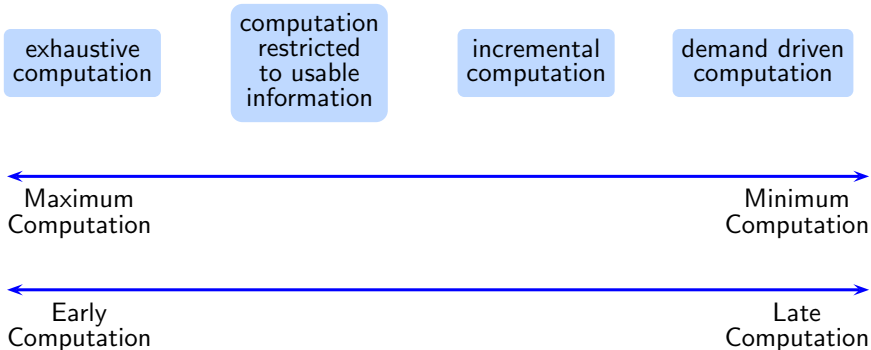 exhaustive
computation
computation
restricted
to usable
information
incremental
computation
demand driven
computation
Maximum
Computation
Minimum
Computation
Early
Computation
Late
Computation